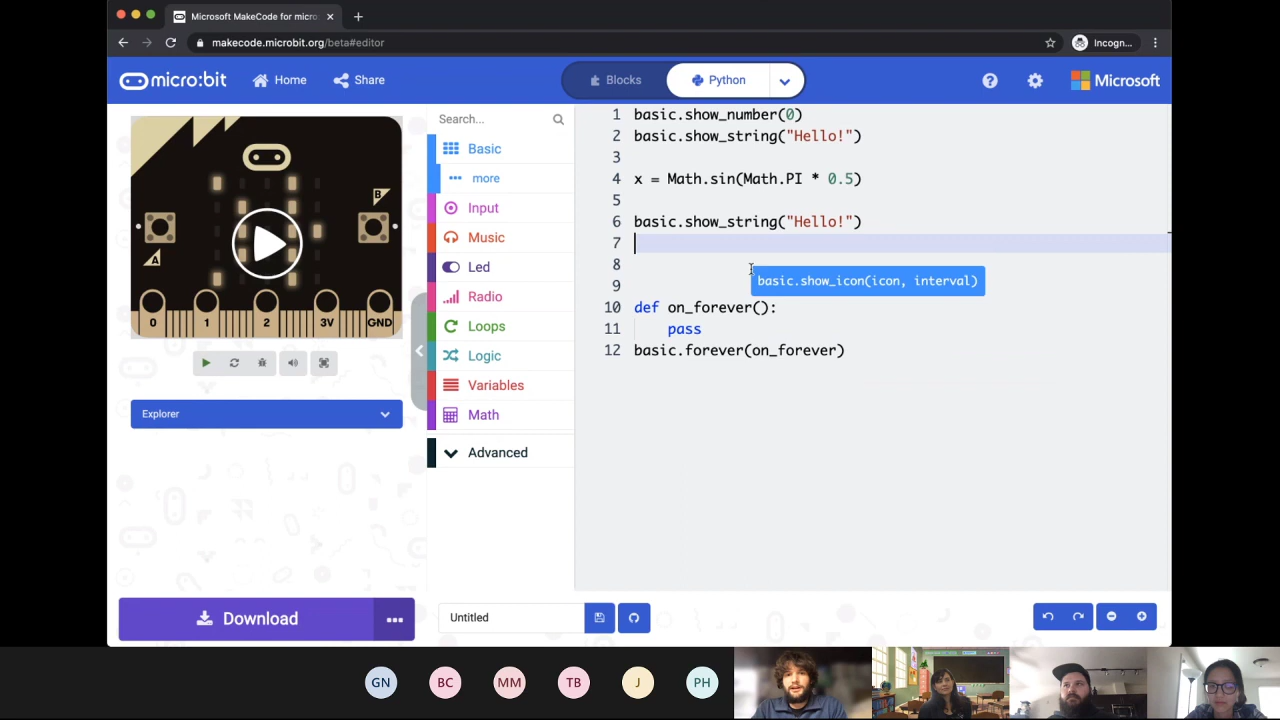 Microsoft MakeCode for micro:
makecode.microbit.org/beta#editor
Incogn...
micro:bit
Home
Share
Blocks
Python
Microsoft
B
A
0 1 2 3V GND
Explorer
Download
Search...
Basic
more
Input
Music
Led
Radio
Loops
Logic
Variables
Math
Advanced
1 basic.show_number(0)
2 basic.show_string("Hello!")
3
4 x = Math.sin(Math.PI * 0.5)
5
6 basic.show_string("Hello!")
7
8
basic.show_icon(icon, interval)
9
10 def on_forever():
11 pass
12 basic.forever(on_forever)
Untitled
GN BC MM TB J PH